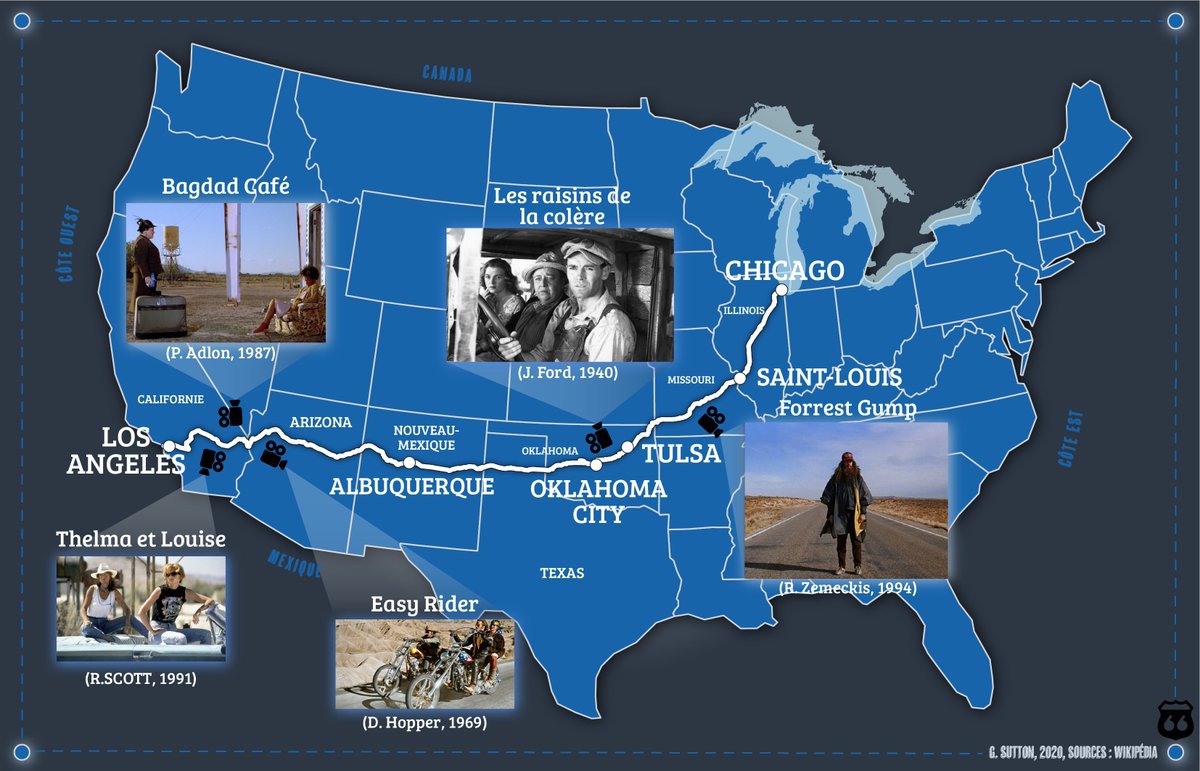 CANADA
CÔTE OUEST
Bagdad Café
(P. Adlon, 1987)
Les raisins de
la colère
(J. Ford, 1940)
CHICAGO
ILLINOIS
MISSOURI
SAINT-LOUIS
Forrest Gump
(R. Zemeckis, 1994)
CÔTE EST
CALIFORNIE
ARIZONA
NOUVEAU-
MEXIQUE
OKLAHOMA
LOS
ANGELES
ALBUQUERQUE
OKLAHOMA
CITY
TULSA
TEXAS
MEXIQUE
Thelma et Louise
(R.SCOTT, 1991)
Easy Rider
(D. Hopper, 1969)
66
G. SUTTON, 2020, SOURCES : WIKIPÉDIA